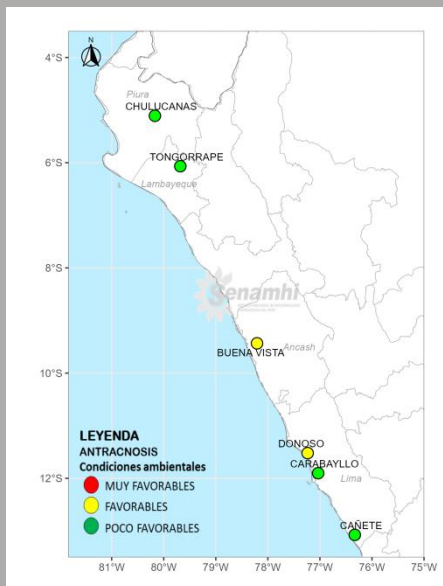 N
4°S
Piura
CHULUCANAS
6°S
TONGORRAPE
Lambayeque
8°S
Senamhi
BUENA VISTA
Ancash
10°S
LEYENDA
ANTRACNOSIS
Condiciones ambientales
MUY FAVORABLES
FAVORABLES
POCO FAVORABLES
DONOSO
CARABAYLLO
12°S
Lima
CAÑETE
81°W 80°W 79°W 78°W 77°W 76°W 75°W